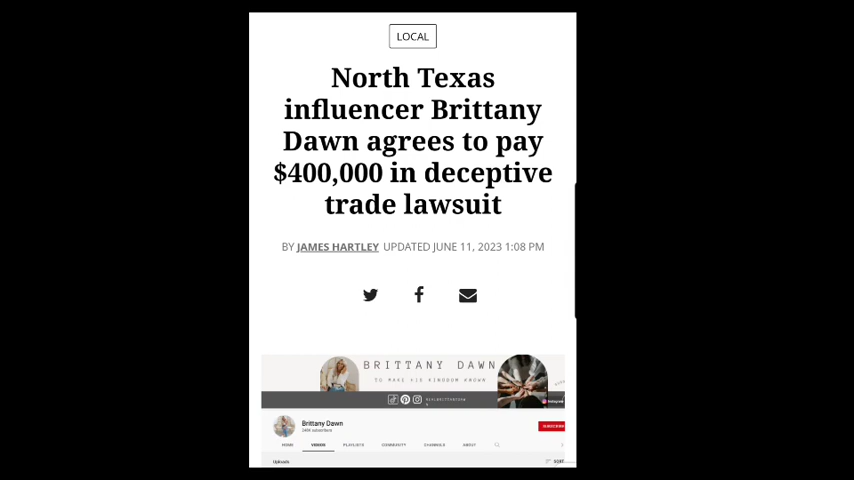 LOCAL
North Texas
influencer Brittany
Dawn agrees to pay
$400,000 in deceptive
trade lawsuit
BY JAMES HARTLEY UPDATED JUNE 11, 2023 1:08 PM
BRITTANY DAWN
TO MAKE HIS KINGDOM KNOWN
Brittany Dawn
HOME VIDEOS PLAYLISTS COMMUNITY CHANNELS ABOUT
Uploads SORT